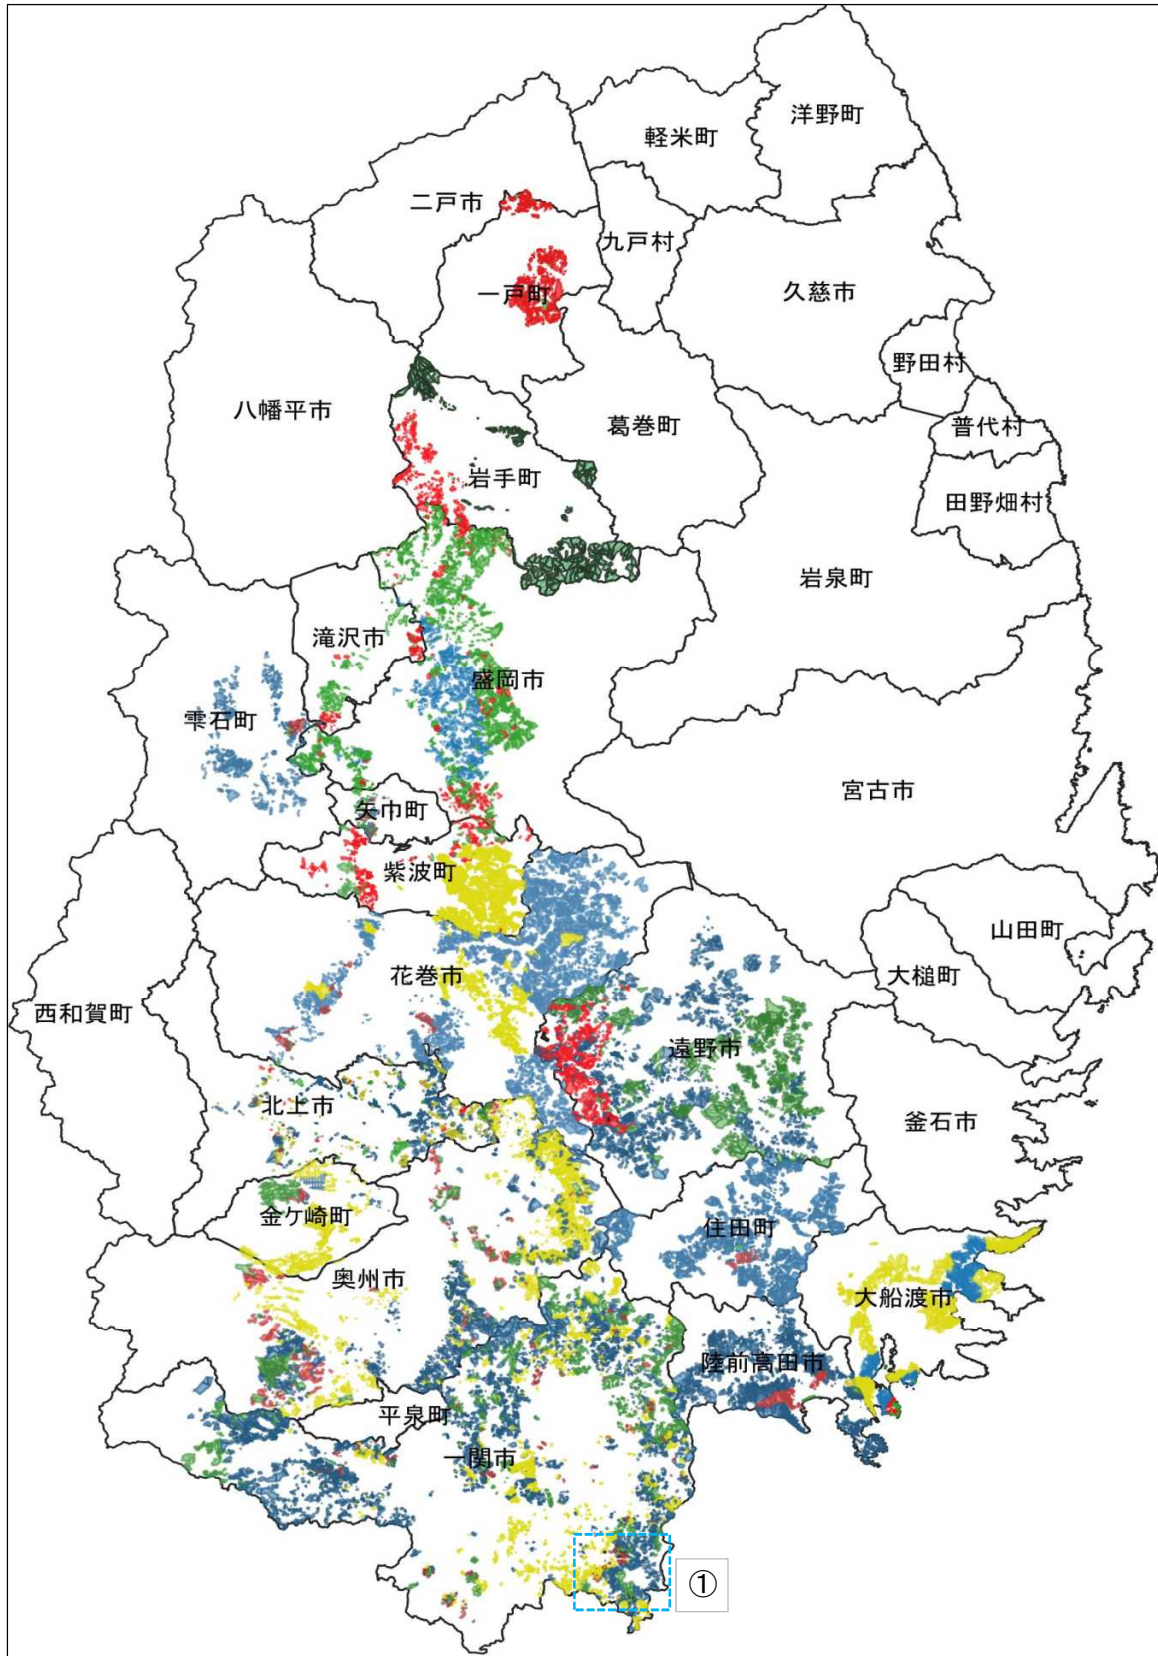 洋野町
軽米町
二戸市
九戸村
一戸町
久慈市
野田村
八幡平市
葛巻町
普代村
岩手町
田野畑村
岩泉町
滝沢市
盛岡市
雫石町
宮古市
矢巾町
紫波町
山田町
花巻市
大槌町
西和賀町
遠野市
北上市
釜石市
金ケ崎町
住田町
奥州市
大船渡市
陸前高田市
平泉町
一関市
①